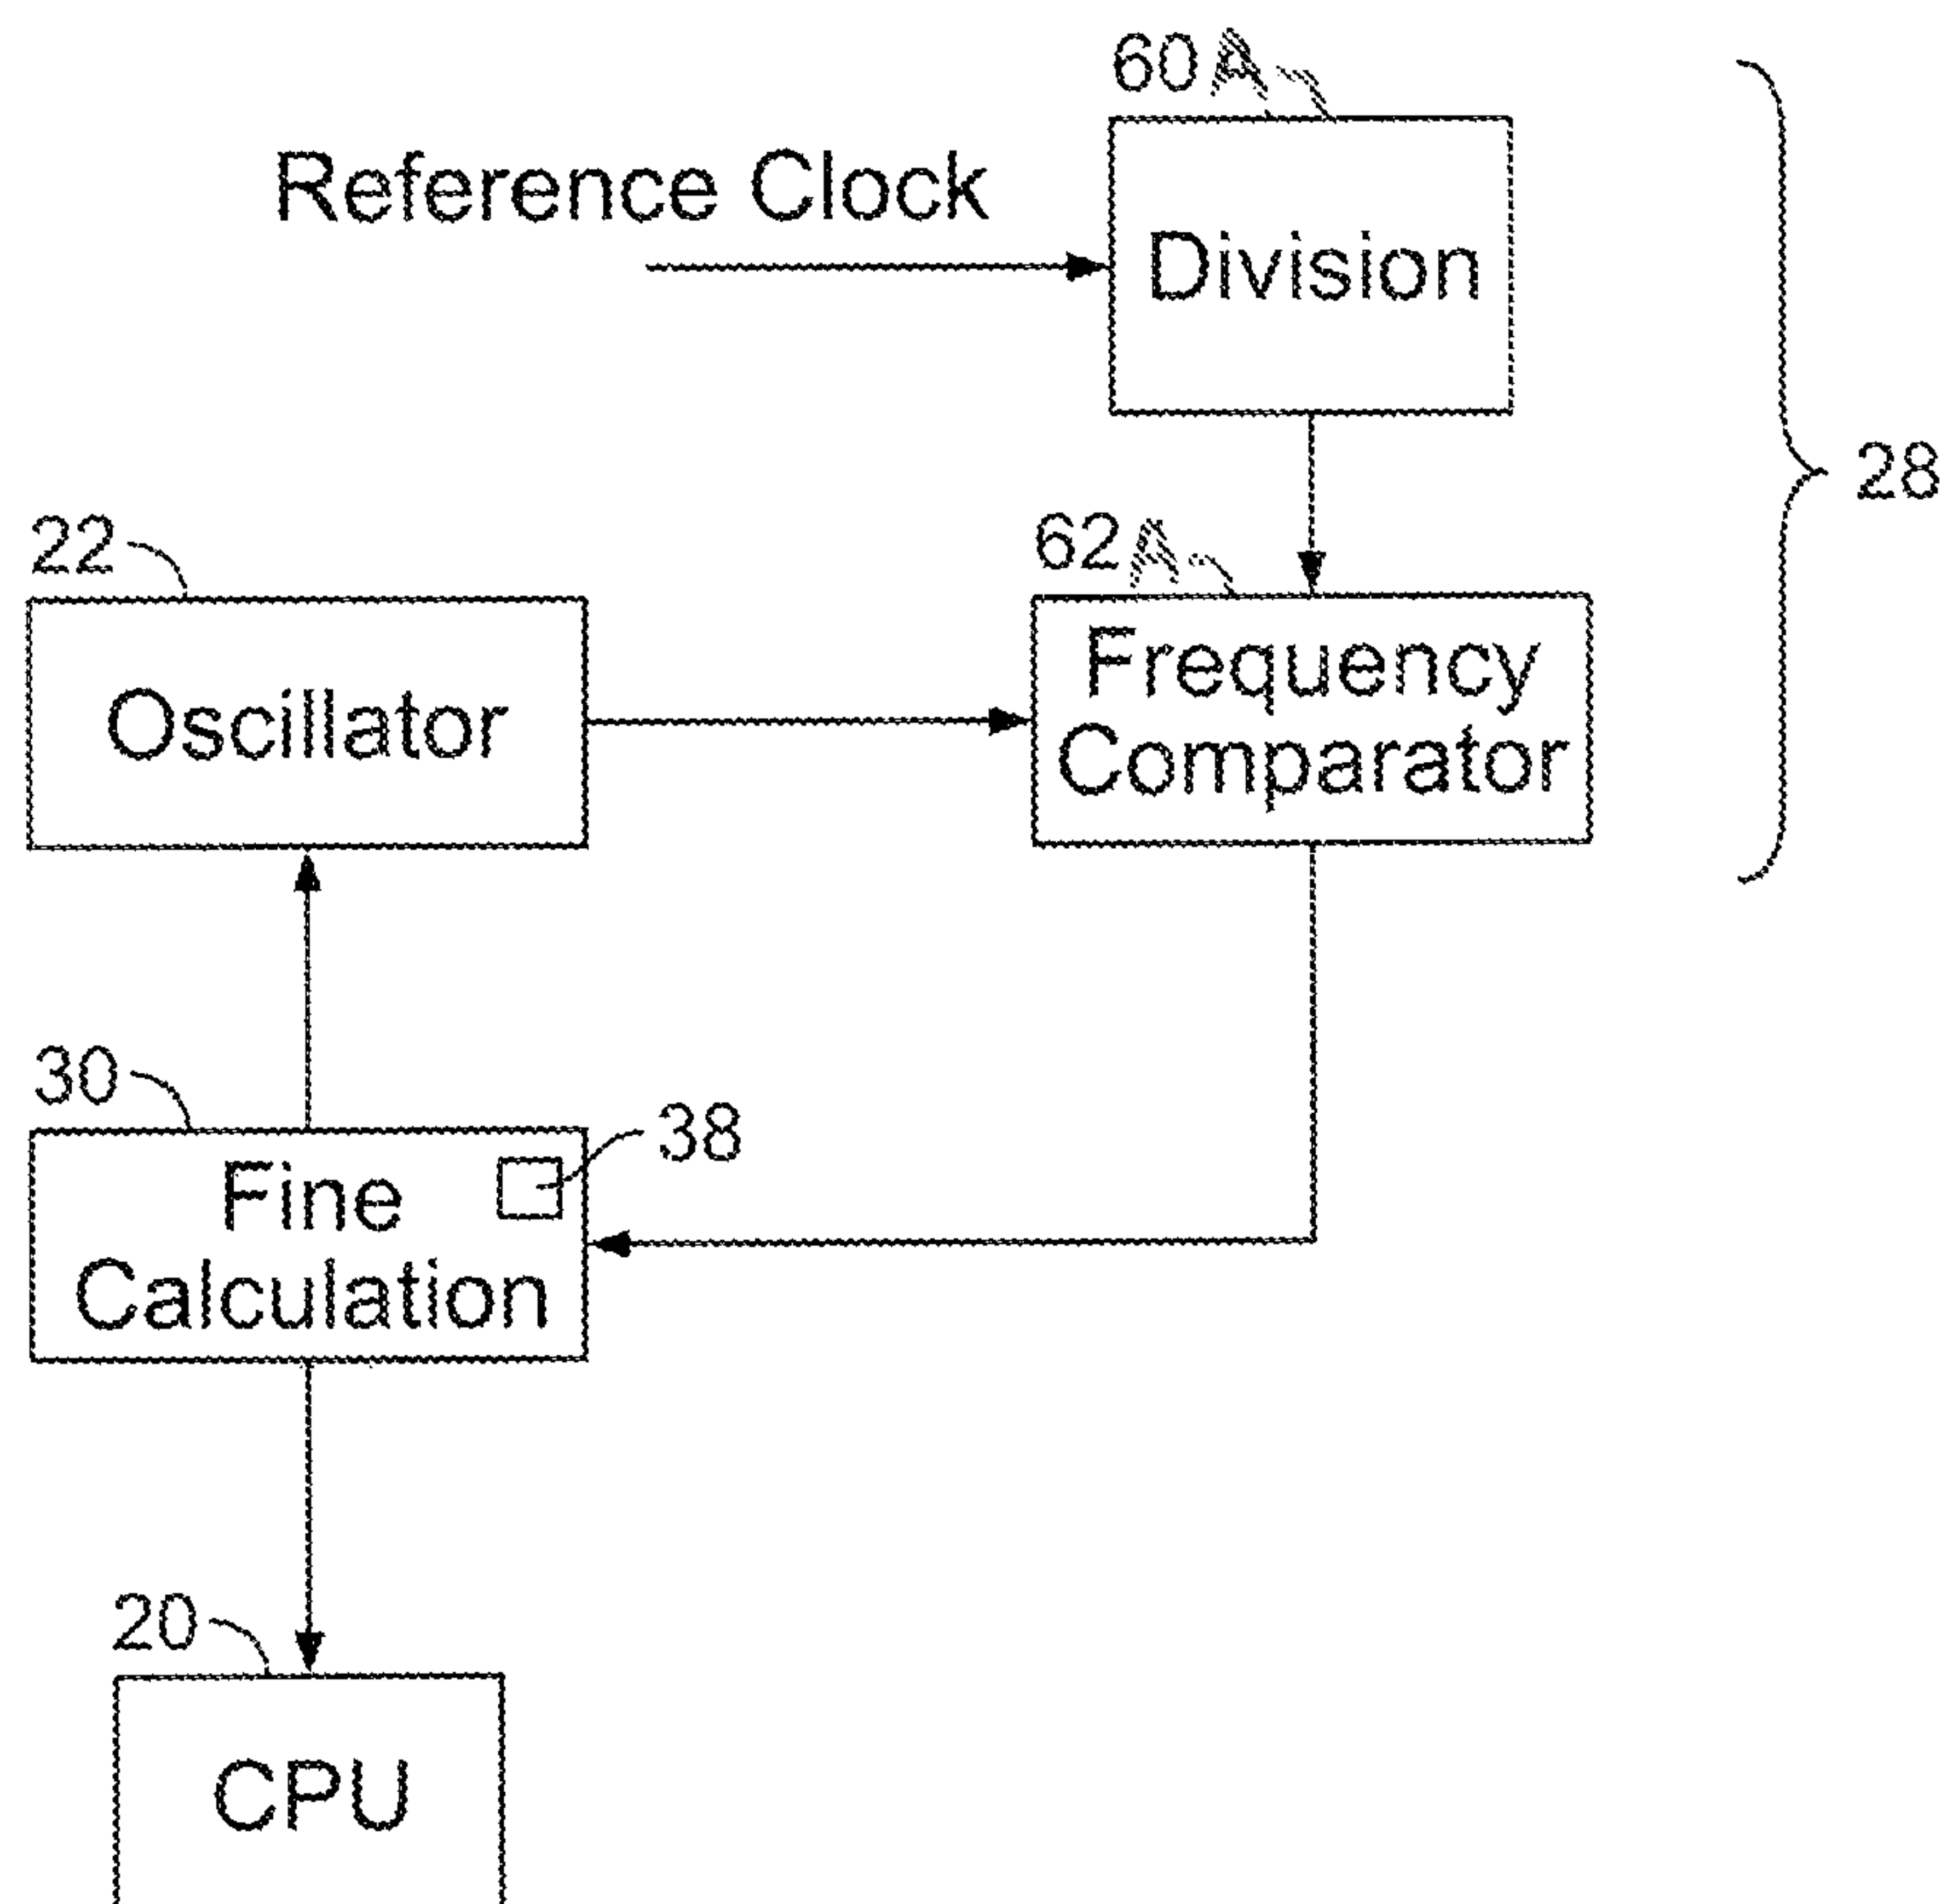 60A
Reference Clock
Division
28
22
62A
Oscillator
Frequency
Comparator
30
38
Fine
Calculation
20
CPU